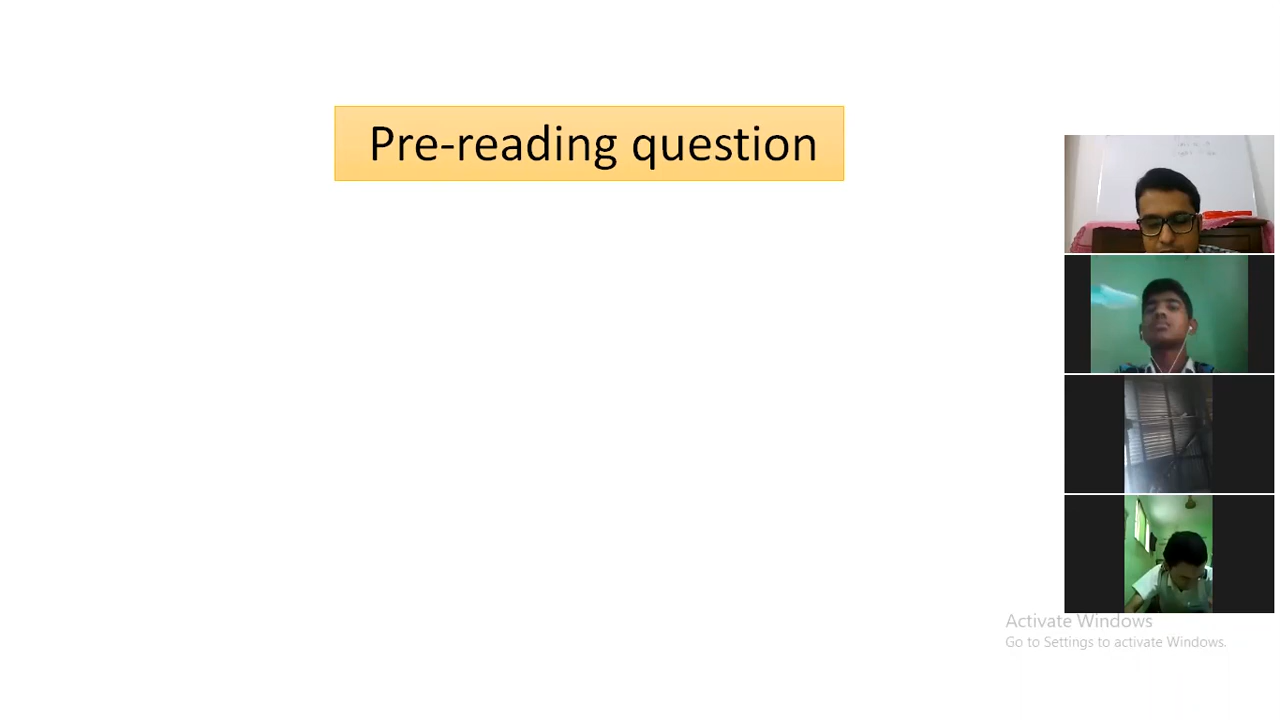 Pre-reading question
Activate Windows
Go to Settings to activate Windows.